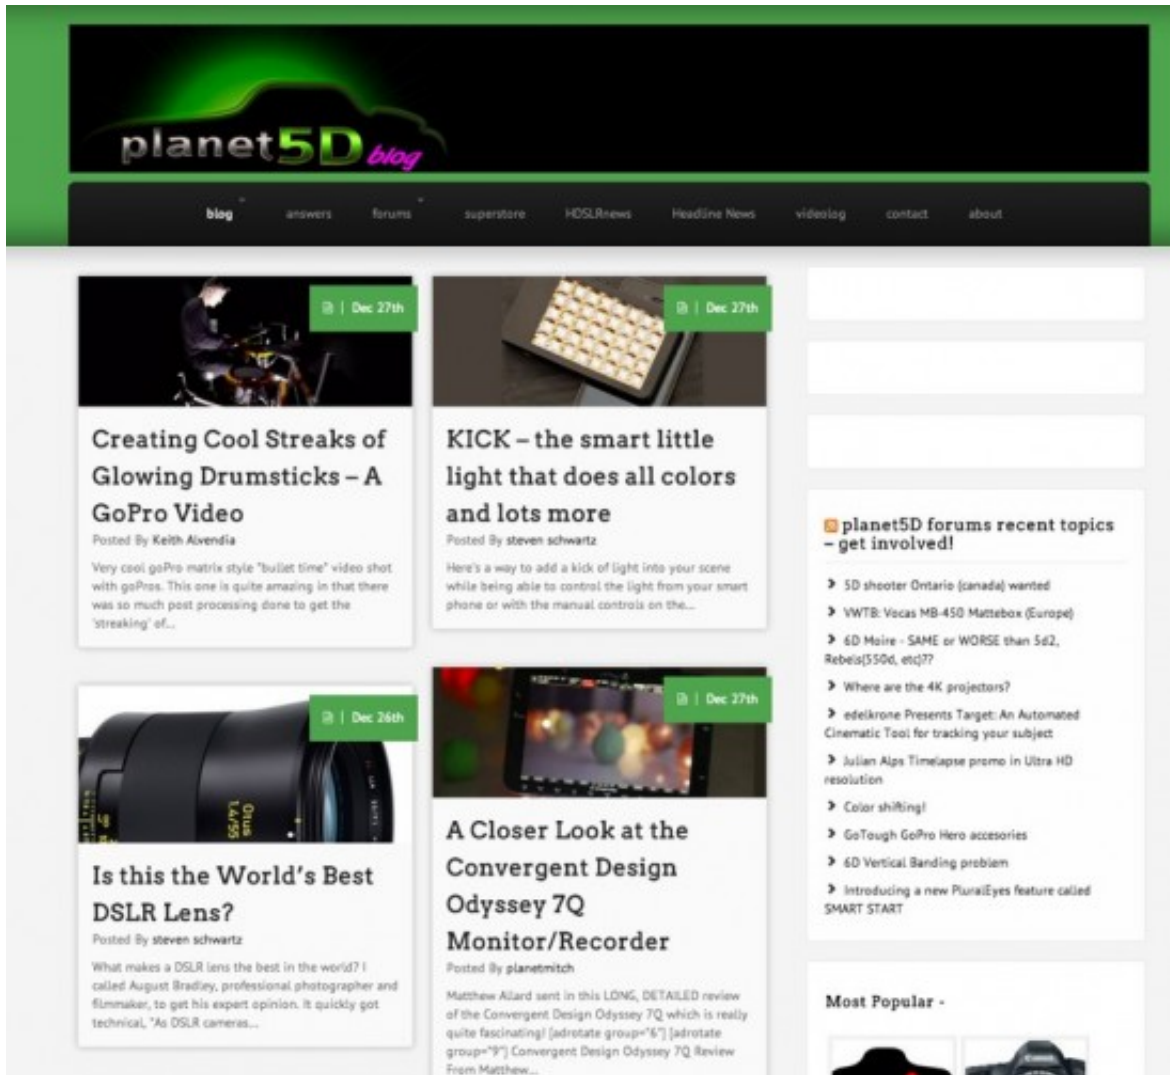 planet5D blog
blog answers forums superstore HDSLRnews Headline News videolog contact about
Dec 27th
Creating Cool Streaks of
Glowing Drumsticks – A
GoPro Video
Posted By Keith Alvendia
Very cool goPro matrix style "bullet time" video shot
with goPros. This one is quite amazing in that there
was so much post processing done to get the
'streaking' of...
Dec 27th
KICK – the smart little
light that does all colors
and lots more
Posted By steven schwartz
Here's a way to add a kick of light into your scene
while being able to control the light from your smart
phone or with the manual controls on the...
Dec 26th
Otus
1.4/55
Is this the World's Best
DSLR Lens?
Posted By steven schwartz
What makes a DSLR lens the best in the world? I
called August Bradley, professional photographer and
filmmaker, to get his expert opinion. It quickly got
technical, "As DSLR cameras...
Dec 27th
A Closer Look at the
Convergent Design
Odyssey 7Q
Monitor/Recorder
Posted By planetmitch
Matthew Allard sent in this LONG, DETAILED review
of the Convergent Design Odyssey 7Q which is really
quite fascinating! [adrotate group="6"] [adrotate
group="9"] Convergent Design Odyssey 7Q Review
From Matthew...
planet5D forums recent topics
– get involved!
5D shooter Ontario (canada) wanted
VWTB: Vocas MB-450 Mattebox (Europe)
6D Moire - SAME or WORSE than 5d2,
Rebels(550d, etc)??
Where are the 4K projectors?
edelkrone Presents Target: An Automated
Cinematic Tool for tracking your subject
Julian Alps Timelapse promo in Ultra HD
resolution
Color shifting!
GoTough GoPro Hero accesories
6D Vertical Banding problem
Introducing a new PluralEyes feature called
SMART START
Most Popular -
Canon